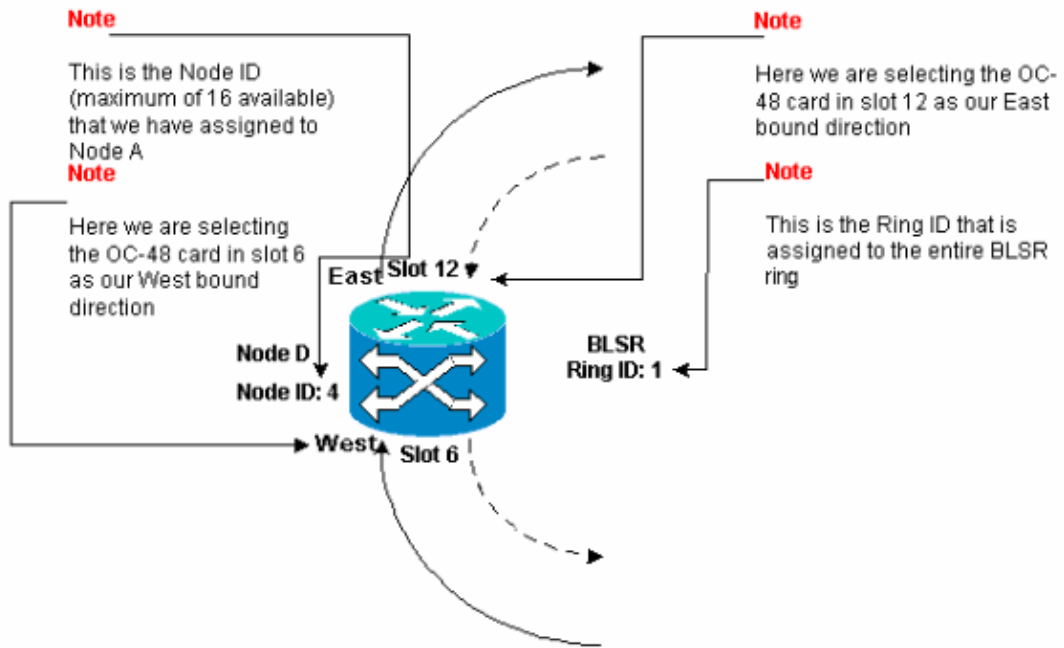 Note
This is the Node ID
(maximum of 16 available)
that we have assigned to
Node A
Note
Here we are selecting
the OC-48 card in slot 6
as our West bound
direction
Note
Here we are selecting the OC-
48 card in slot 12 as our East
bound direction
Note
This is the Ring ID that is
assigned to the entire BLSR
ring
East
Slot 12
Node D
Node ID: 4
BLSR
Ring ID: 1
West
Slot 6